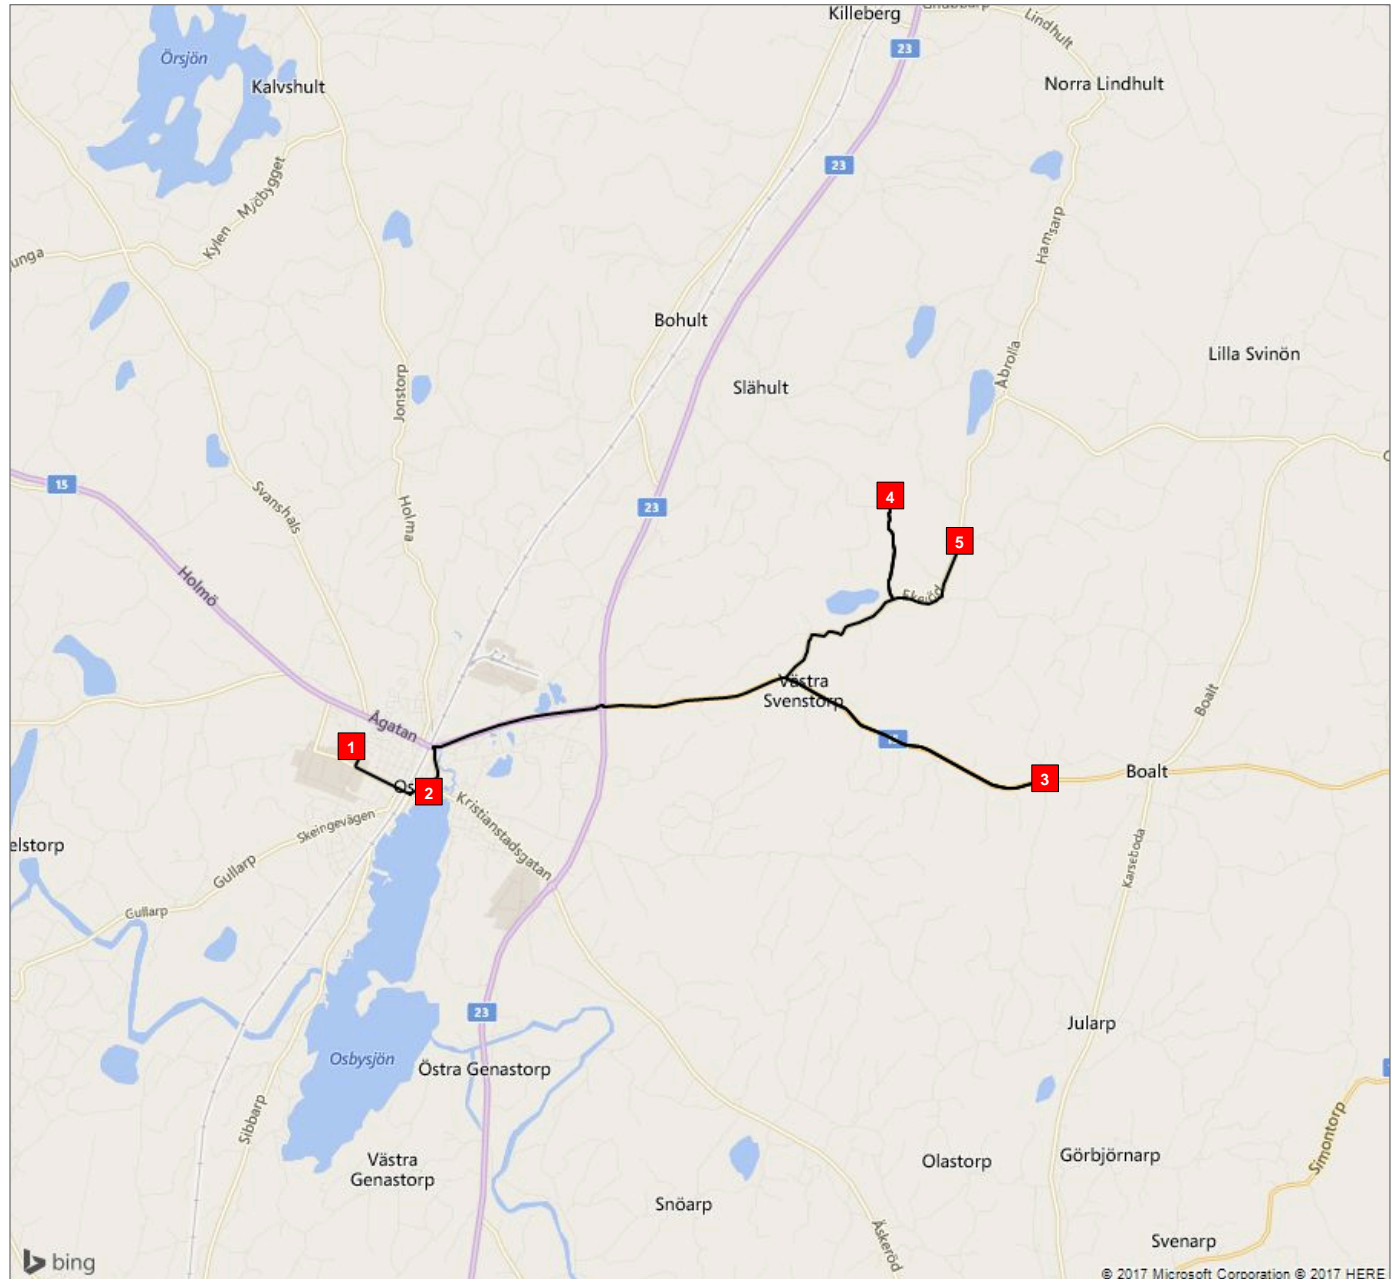 Killeberg
Lindhult
23
Örsjön
Kalvshult
Norra Lindhult
23
Mjöbygget
Kylen
Hamsarp
unga
Bohult
Lilla Svinön
Åbrolla
Slähult
Jonstorp
15
Svanshals
Holma
23
4
5
Holmö
Ekeröd
Västra
Svenstorp
Boalt
Ågatan
1
3
Boalt
Os
2
Kristianstadsgatan
Skeingevägen
elstorp
Gullarp
Karseboda
Gullarp
23
Jularp
Osbysjön
Östra Genastorp
Sibbarp
Simontorp
Västra
Genastorp
Olastorp
Görbjörnarp
Snöarp
Äskeröd
Svenarp
bing
© 2017 Microsoft Corporation © 2017 HERE